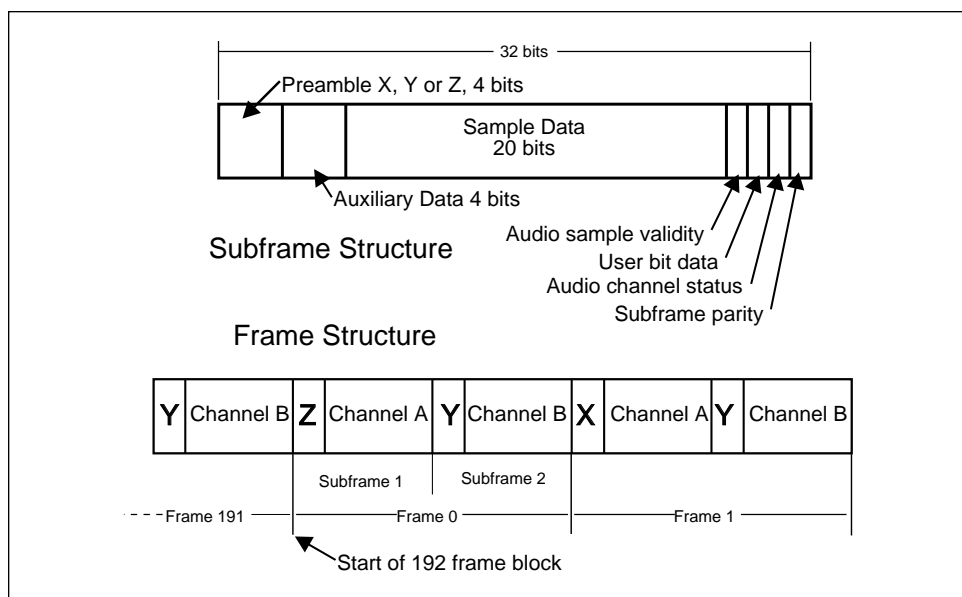 32 bits
Preamble X, Y or Z, 4 bits
Sample Data
20 bits
Auxiliary Data 4 bits
Audio sample validity
Subframe Structure
User bit data
Audio channel status
Subframe parity
Frame Structure
Y Channel B Z Channel A Y Channel B X Channel A Y Channel B
Subframe 1 Subframe 2
Frame 191 Frame 0 Frame 1
Start of 192 frame block